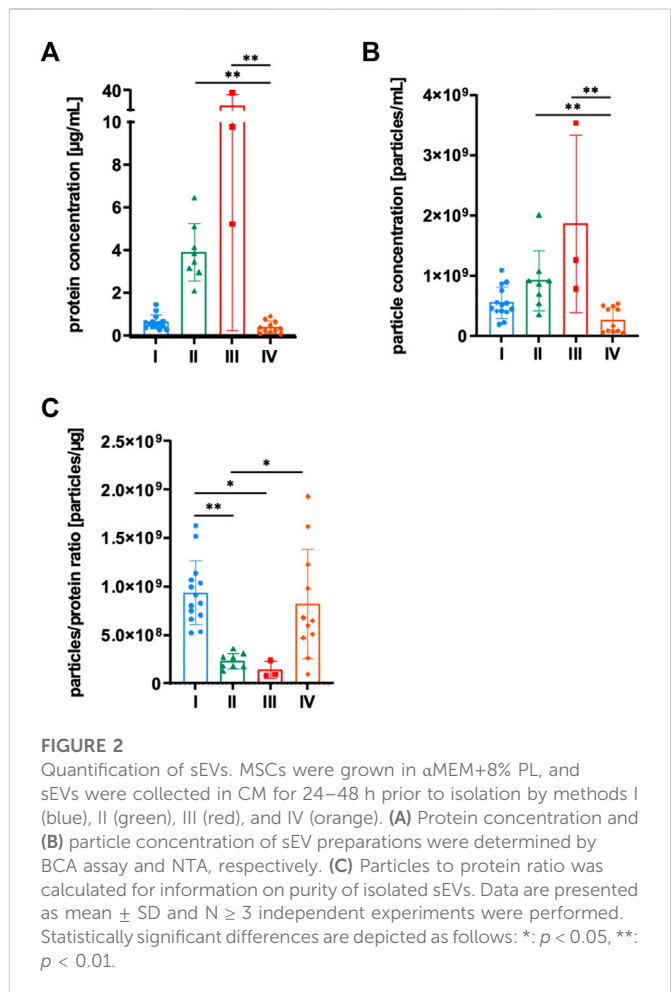 A
**
**
40
10
8
6
4
2
0
protein concentration [µg/mL]
I II III IV
B
**
**
4×10⁹
3×10⁹
2×10⁹
1×10⁹
0
particle concentration [particles/mL]
I II III IV
C
2.5×10⁹
2.0×10⁹
1.5×10⁹
1.0×10⁹
5.0×10⁸
0
particles/protein ratio [particles/µg]
*
*
**
I II III IV
FIGURE 2
Quantification of sEVs. MSCs were grown in αMEM+8% PL, and
sEVs were collected in CM for 24–48 h prior to isolation by methods I
(blue), II (green), III (red), and IV (orange). (A) Protein concentration and
(B) particle concentration of sEV preparations were determined by
BCA assay and NTA, respectively. (C) Particles to protein ratio was
calculated for information on purity of isolated sEVs. Data are presented
as mean ± SD and N ≥ 3 independent experiments were performed.
Statistically significant differences are depicted as follows: *: p < 0.05, **:
p < 0.01.